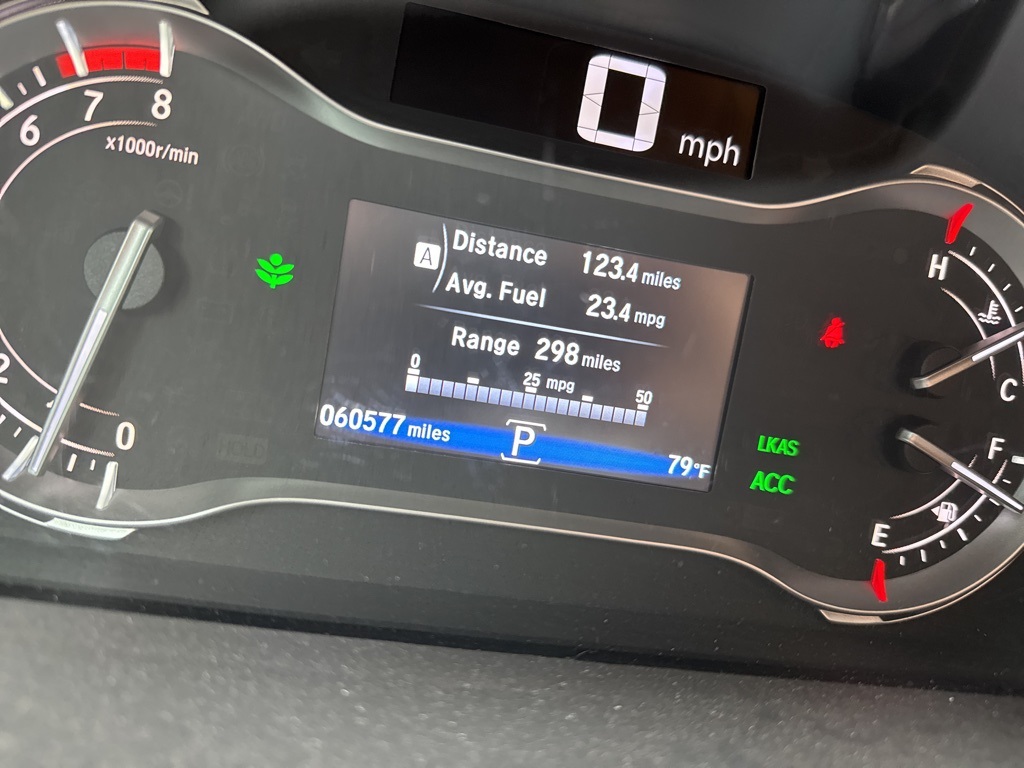 0 mph
7 8
6
x1000r/min
2
0
A Distance 123.4 miles
Avg. Fuel 23.4 mpg
Range 298 miles
0 25 mpg 50
060577 miles P 79°F
LKAS
ACC
H
C
F
E